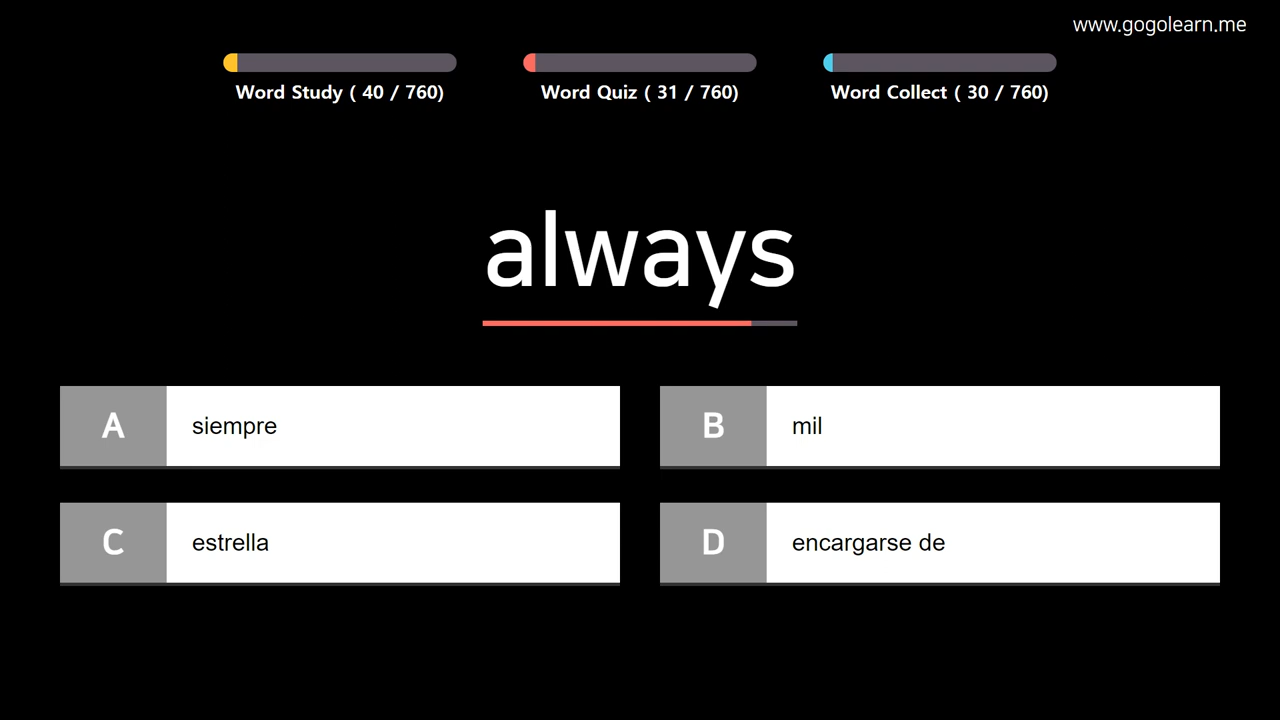 www.gogolearn.me
Word Study ( 40 / 760)
Word Quiz ( 31 / 760)
Word Collect ( 30 / 760)
always
A siempre
B mil
C estrella
D encargarse de